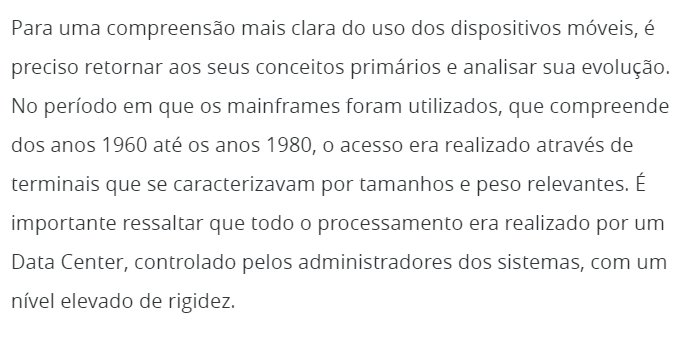 Para uma compreensão mais clara do uso dos dispositivos móveis, é
preciso retornar aos seus conceitos primários e analisar sua evolução.
No período em que os mainframes foram utilizados, que compreende
dos anos 1960 até os anos 1980, o acesso era realizado através de
terminais que se caracterizavam por tamanhos e peso relevantes. É
importante ressaltar que todo o processamento era realizado por um
Data Center, controlado pelos administradores dos sistemas, com um
nível elevado de rigidez.